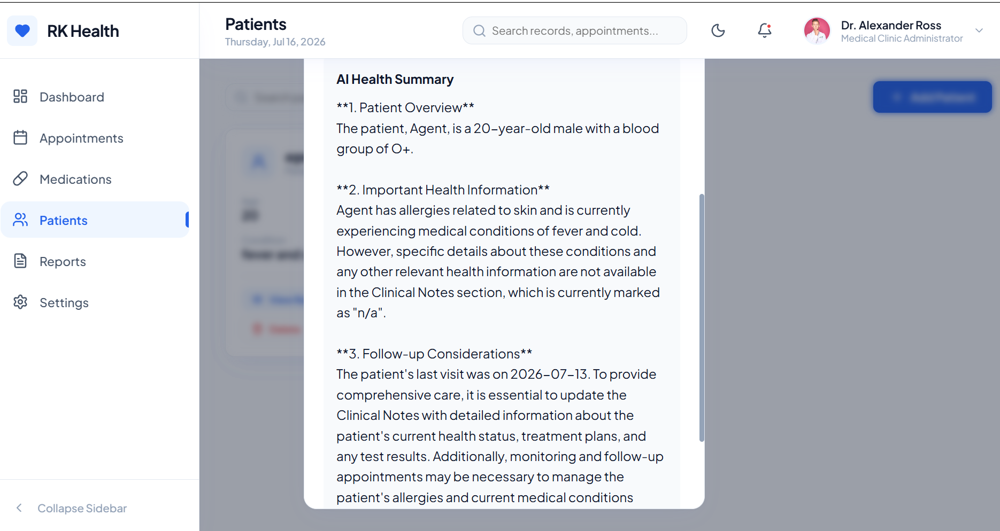 RK Health
Patients
Thursday, Jul 16, 2026
Search records, appointments...
Dr. Alexander Ross
Medical Clinic Administrator
Dashboard
Appointments
Medications
Patients
Reports
Settings
Collapse Sidebar
AI Health Summary
**1. Patient Overview**
The patient, Agent, is a 20-year-old male with a blood
group of O+.
**2. Important Health Information**
Agent has allergies related to skin and is currently
experiencing medical conditions of fever and cold.
However, specific details about these conditions and
any other relevant health information are not available
in the Clinical Notes section, which is currently marked
as "n/a".
**3. Follow-up Considerations**
The patient's last visit was on 2026-07-13. To provide
comprehensive care, it is essential to update the
Clinical Notes with detailed information about the
patient's current health status, treatment plans, and
any test results. Additionally, monitoring and follow-up
appointments may be necessary to manage the
patient's allergies and current medical conditions
Add Patient
20